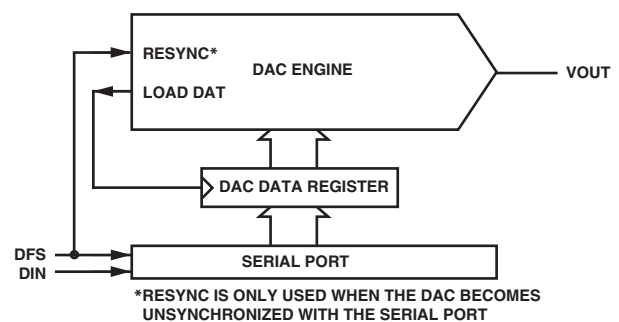 RESYNC*
DAC ENGINE
VOUT
LOAD DAT
DAC DATA REGISTER
DFS
SERIAL PORT
DIN
*RESYNC IS ONLY USED WHEN THE DAC BECOMES
UNSYNCHRONIZED WITH THE SERIAL PORT